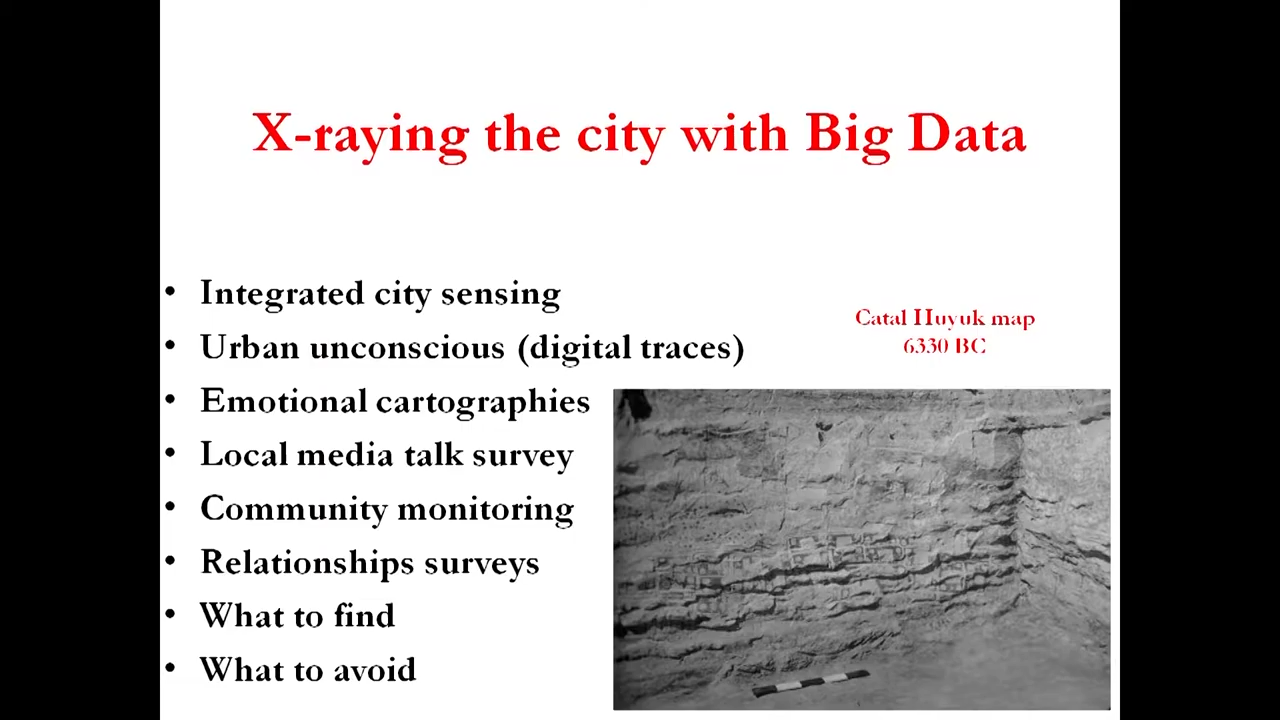 X-raying the city with Big Data
• Integrated city sensing
• Urban unconscious (digital traces)
• Emotional cartographies
• Local media talk survey
• Community monitoring
• Relationships surveys
• What to find
• What to avoid
Catal Huyuk map
6330 BC